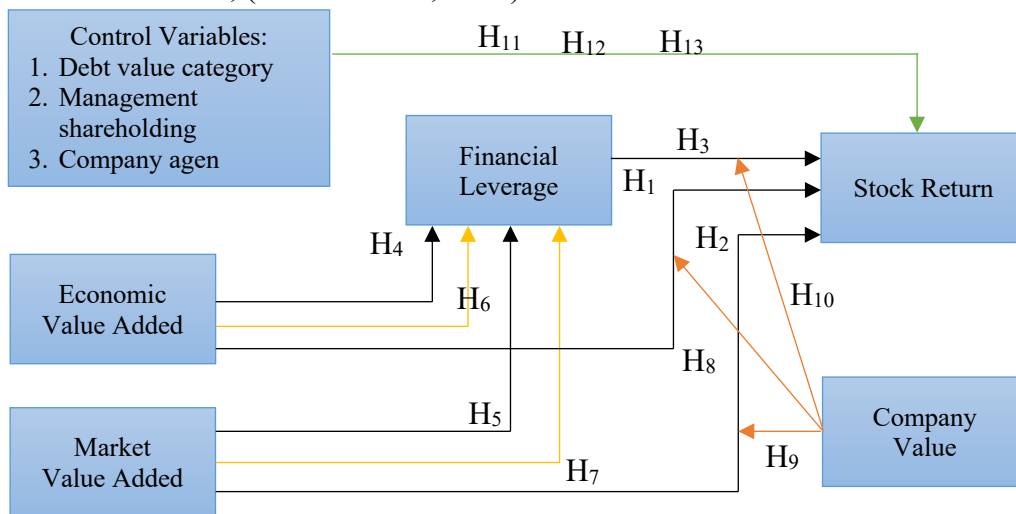 Control Variables:
1. Debt value category
2. Management
shareholding
3. Company agen
H₁₁
H₁₂
H₁₃
Financial
Leverage
H₃
H₁
Stock Return
H₄
H₂
Economic
Value Added
H₆
H₁₀
H₈
H₅
Market
Value Added
H₇
H₉
Company
Value